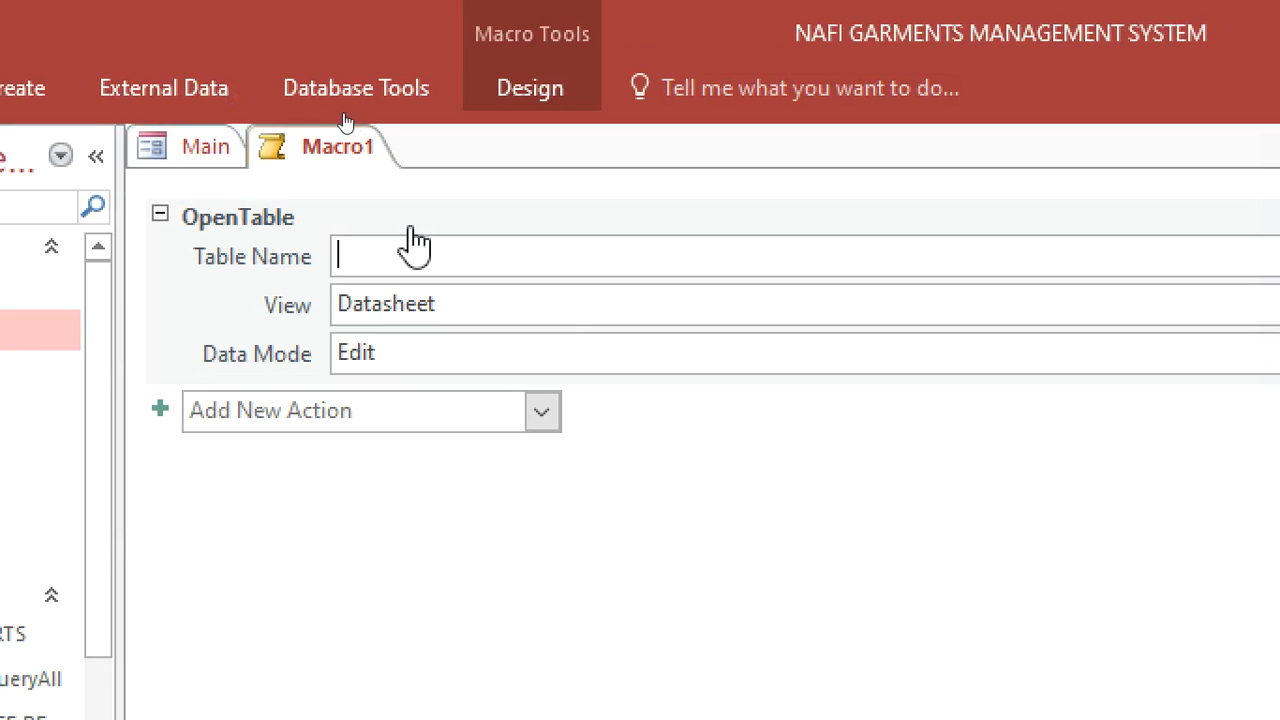 Macro Tools
NAFI GARMENTS MANAGEMENT SYSTEM
reate
External Data
Database Tools
Design
Tell me what you want to do...
e...
Main
Macro1
OpenTable
Table Name
View
Datasheet
Data Mode
Edit
Add New Action
RTS
ueryAll